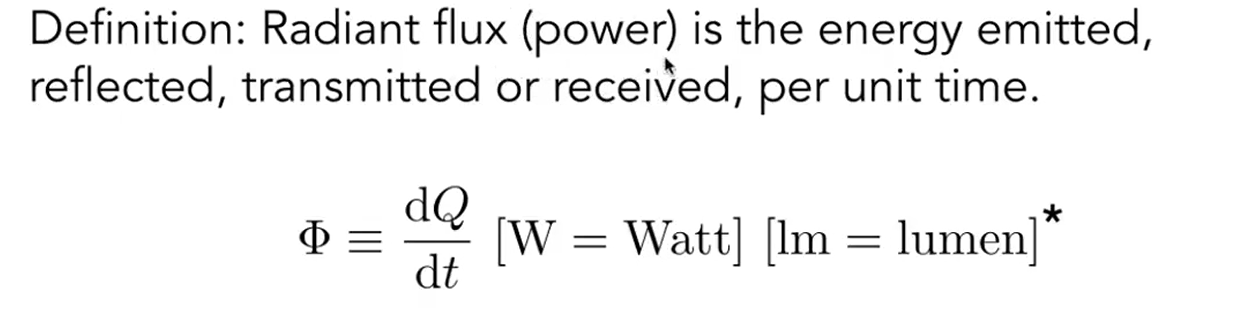 Definition: Radiant flux (power) is the energy emitted,
reflected, transmitted or received, per unit time.
Φ ≡ dQ/dt [W = Watt] [lm = lumen]*